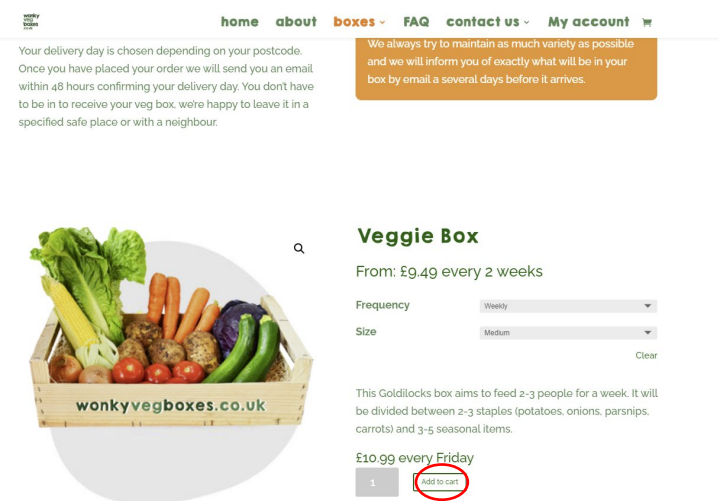 wonky
veg
boxes
home about boxes FAQ contact us My account
Your delivery day is chosen depending on your postcode.
Once you have placed your order we will send you an email
within 48 hours confirming your delivery day. You don't have
to be in to receive your veg box, we're happy to leave it in a
specified safe place or with a neighbour.
We always try to maintain as much variety as possible
and we will inform you of exactly what will be in your
box by email a several days before it arrives.
wonkyvegboxes.co.uk
Veggie Box
From: £9.49 every 2 weeks
Frequency Weekly
Size Medium
Clear
This Goldilocks box aims to feed 2-3 people for a week. It will
be divided between 2-3 staples (potatoes, onions, parsnips,
carrots) and 3-5 seasonal items.
£10.99 every Friday
1 Add to cart